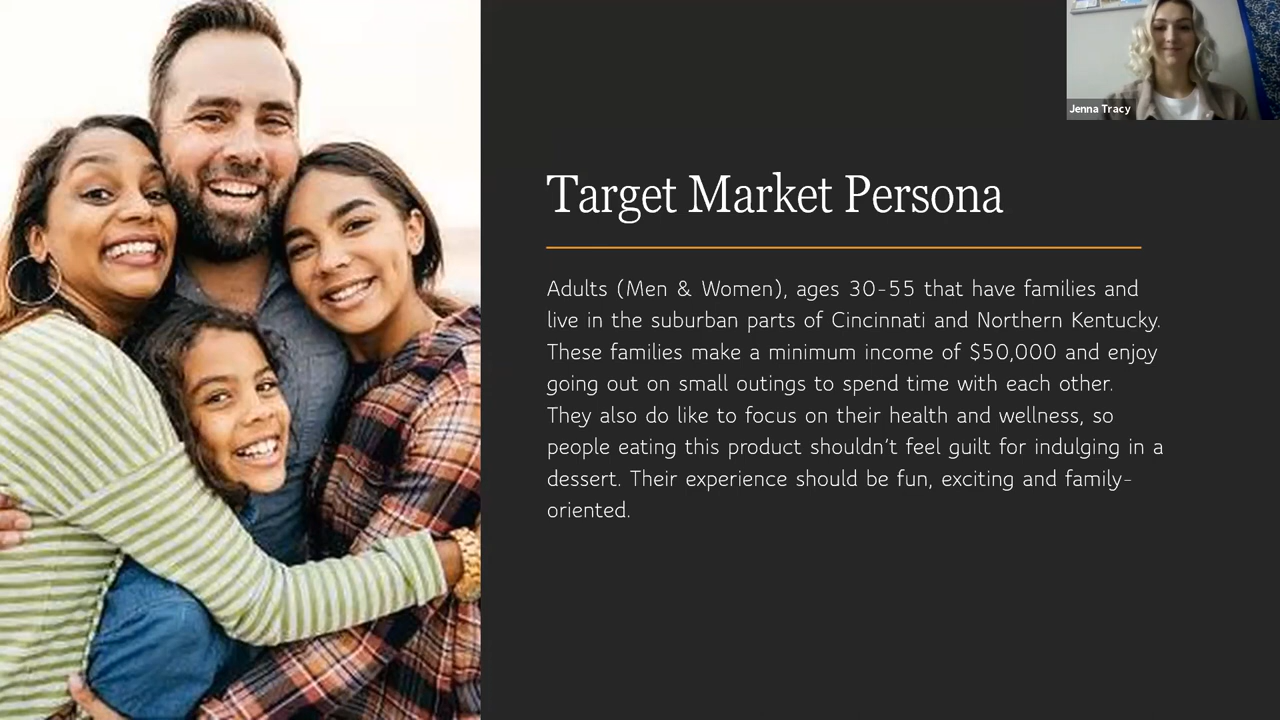 Jenna Tracy
Target Market Persona
Adults (Men & Women), ages 30-55 that have families and
live in the suburban parts of Cincinnati and Northern Kentucky.
These families make a minimum income of $50,000 and enjoy
going out on small outings to spend time with each other.
They also do like to focus on their health and wellness, so
people eating this product shouldn't feel guilt for indulging in a
dessert. Their experience should be fun, exciting and family-
oriented.